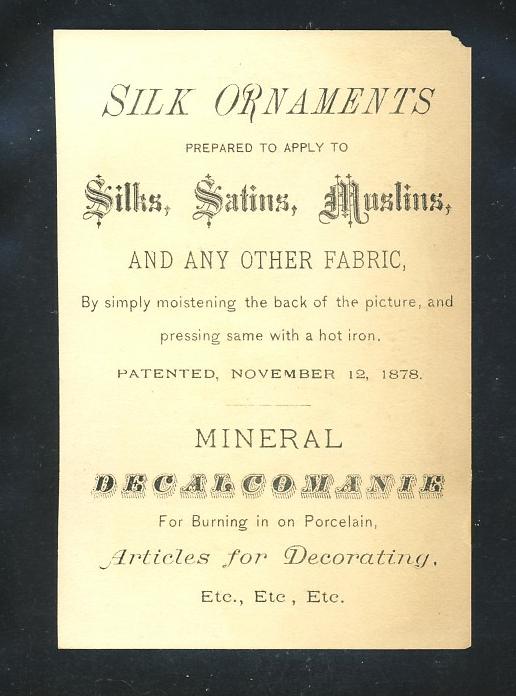 SILK ORNAMENTS
PREPARED TO APPLY TO
Silks, Satins, Muslins,
AND ANY OTHER FABRIC,
By simply moistening the back of the picture, and
pressing same with a hot iron.
PATENTED, NOVEMBER 12, 1878.
MINERAL
DECALCOMANIE
For Burning in on Porcelain,
Articles for Decorating,
Etc., Etc , Etc.